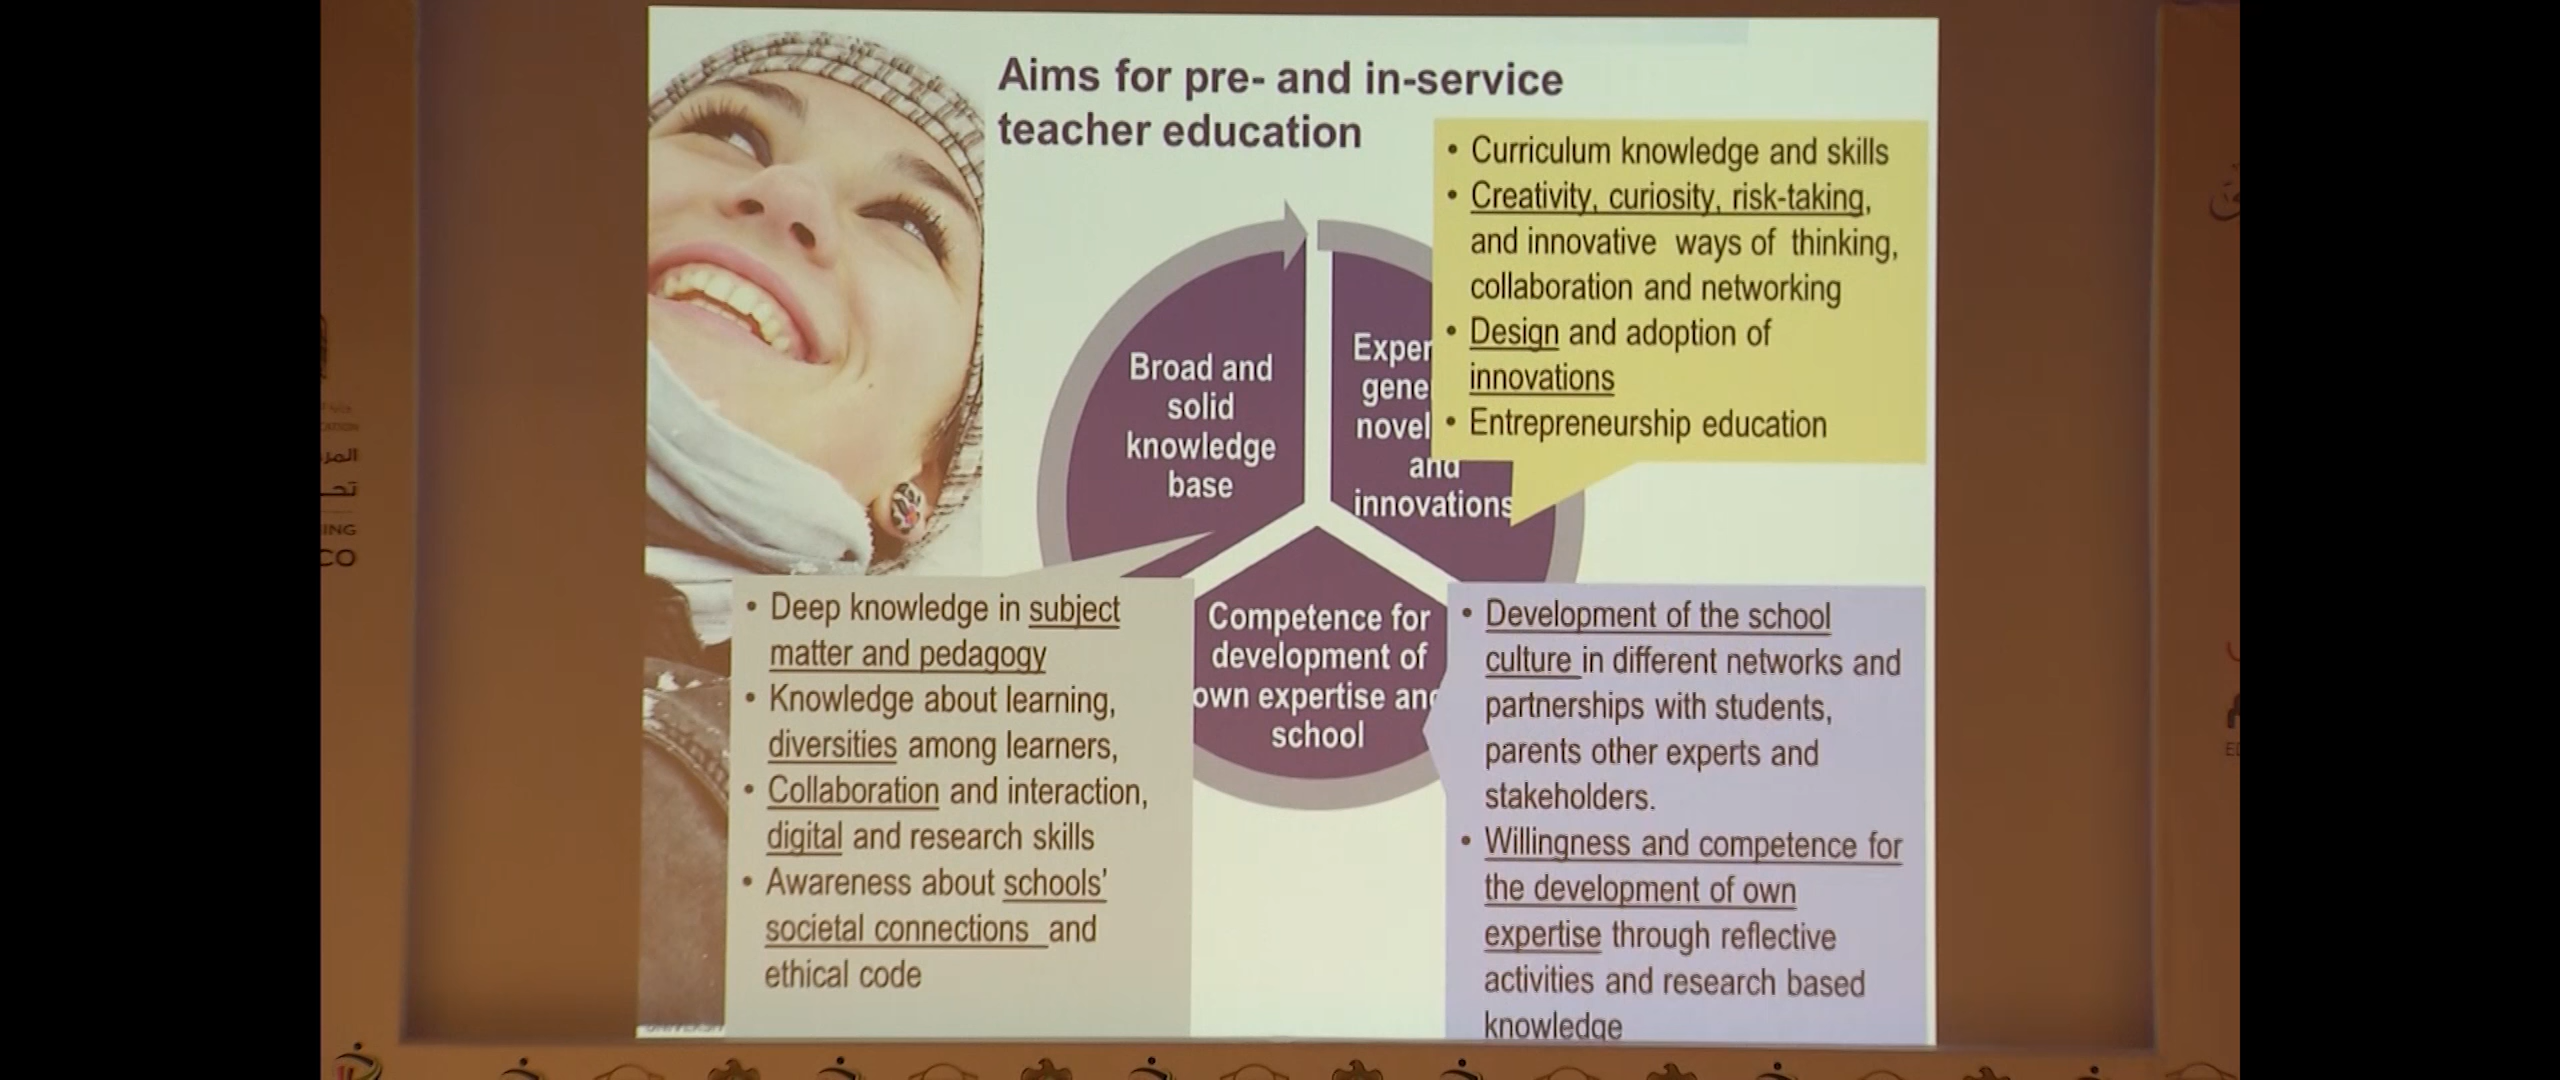 Aims for pre- and in-service
teacher education
• Curriculum knowledge and skills
• Creativity, curiosity, risk-taking,
and innovative ways of thinking,
collaboration and networking
• Design and adoption of
innovations
• Entrepreneurship education
Broad and
solid
knowledge
base
Exper
gene
novel
and
innovations
Competence for
development of
own expertise and
school
• Deep knowledge in subject
matter and pedagogy
• Knowledge about learning,
diversities among learners,
• Collaboration and interaction,
digital and research skills
• Awareness about schools'
societal connections and
ethical code
• Development of the school
culture in different networks and
partnerships with students,
parents other experts and
stakeholders.
• Willingness and competence for
the development of own
expertise through reflective
activities and research based
knowledge
ING
CO